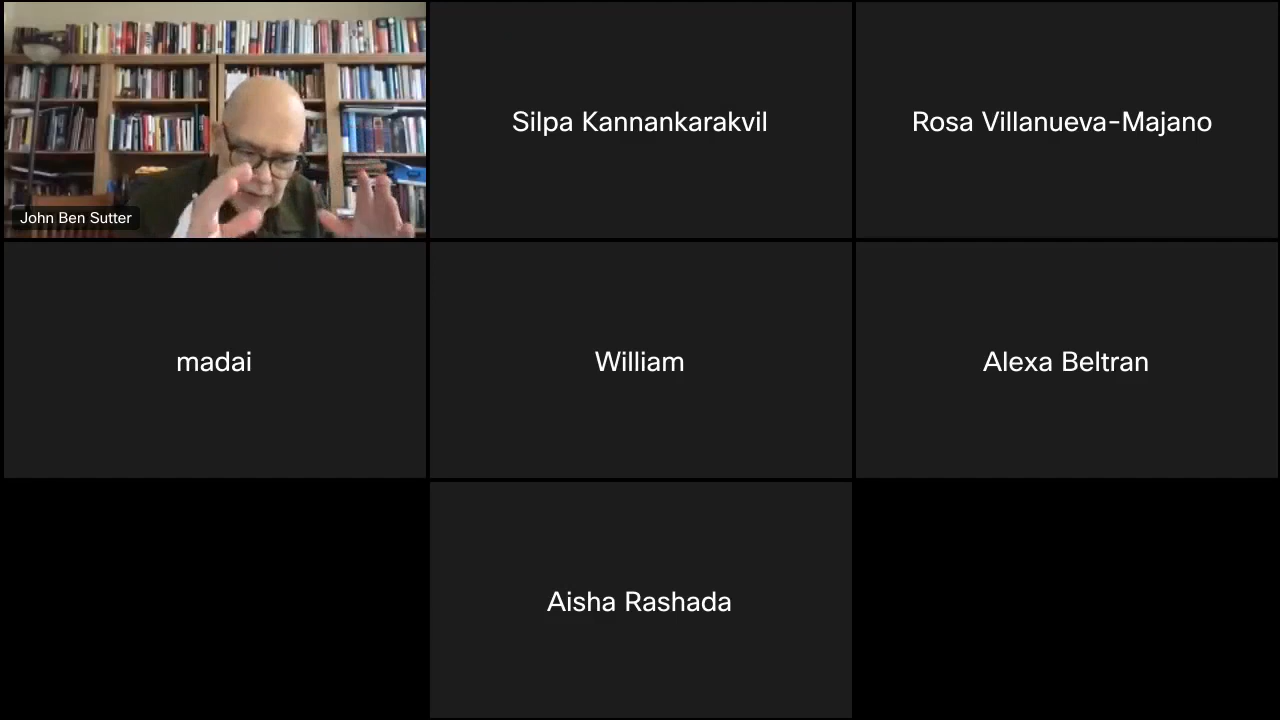 John Ben Sutter
Silpa Kannankarakvil
Rosa Villanueva-Majano
madai
William
Alexa Beltran
Aisha Rashada